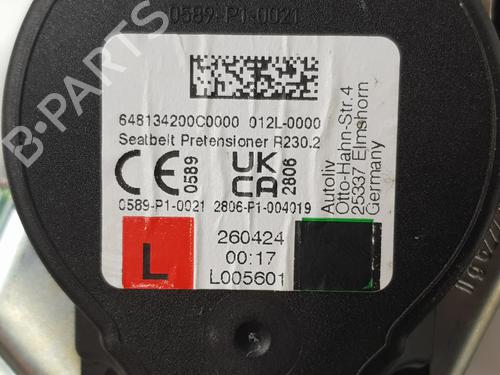 0589-P1-0021
648134200C0000 012L-0000
Seatbelt Pretensioner R230.2
CE 0589
UK CA 2806
0589-P1-0021 2806-P1-004019
Autoliv
Otto-Hahn-Str.4
25337 Elmshorn
Germany
L
260424
00:17
L005601
B-PARTS